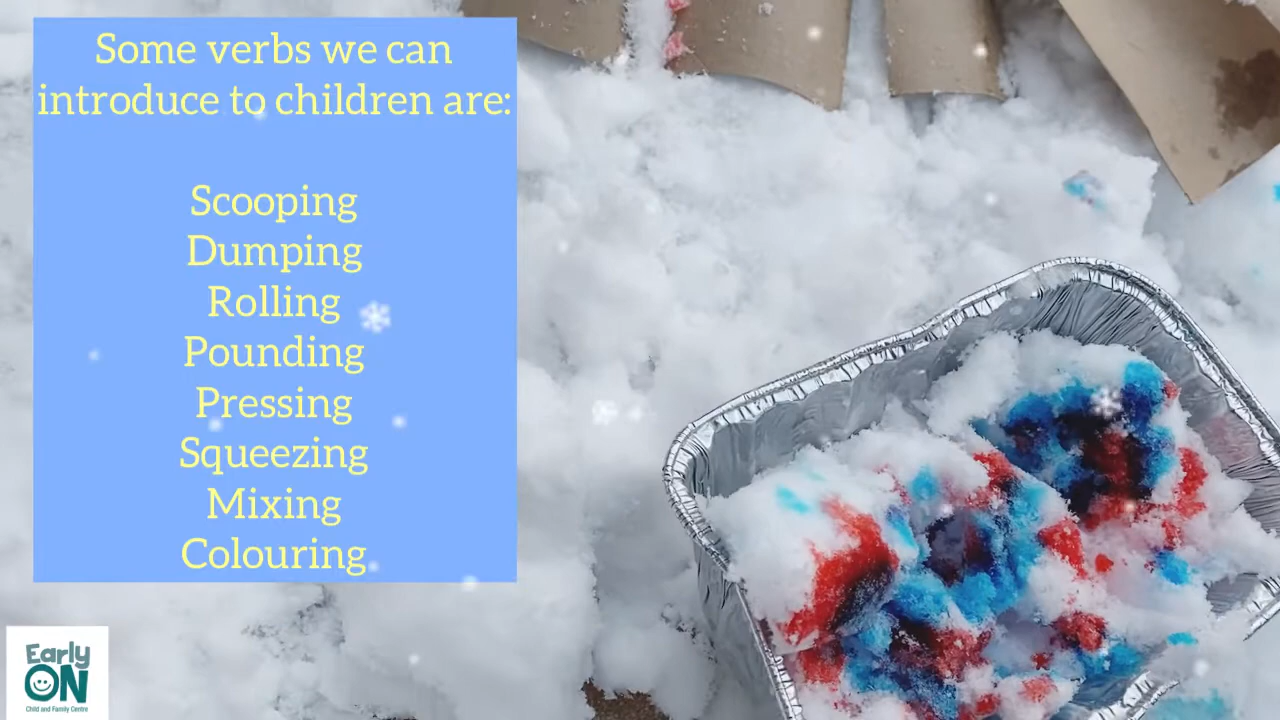 Some verbs we can
introduce to children are:
Scooping
Dumping
Rolling
Pounding
Pressing
Squeezing
Mixing
Colouring
Early
ON
Child and Family Centre